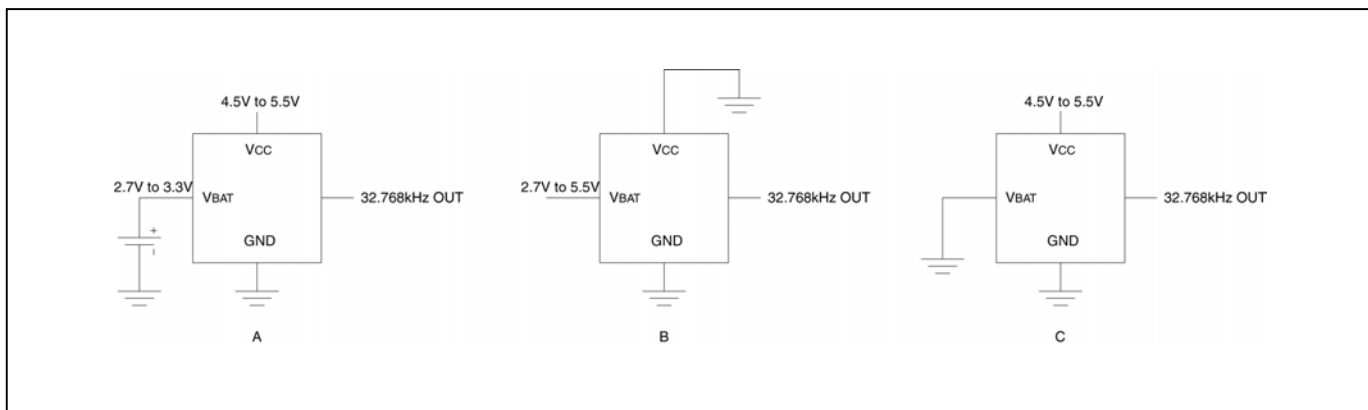 4.5V to 5.5V
VCC
2.7V to 3.3V
VBAT
32.768kHz OUT
+
–
GND
A
VCC
2.7V to 5.5V
VBAT
32.768kHz OUT
GND
B
4.5V to 5.5V
VCC
VBAT
32.768kHz OUT
GND
C